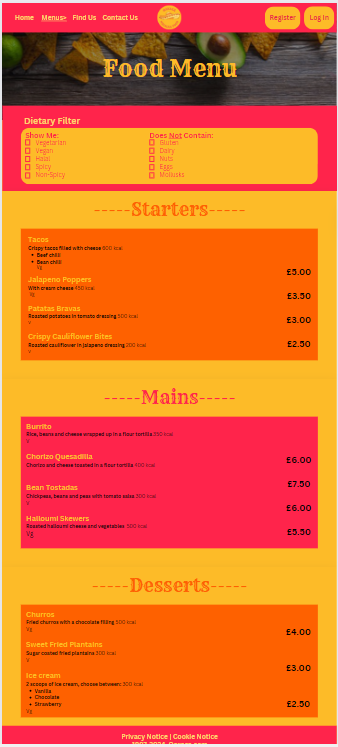 Home Menus> Find Us Contact Us Register Log In
Food Menu
Dietary Filter
Show Me:
Vegetarian
Vegan
Halal
Spicy
Non-Spicy
Does Not Contain:
Gluten
Dairy
Nuts
Eggs
Mollusks
-----Starters-----
Tacos
Crispy tacos filled with cheese 600 kcal
Beef chilli
Bean chilli
Vg
£5.00
Jalapeno Poppers
With cream cheese 450 kcal
Vg
£3.50
Patatas Bravas
Roasted potatoes in tomato dressing 500 kcal
V
£3.00
Crispy Cauliflower Bites
Roasted cauliflower in jalapeno dressing 200 kcal
V
£2.50
-----Mains-----
Burrito
Rice, beans and cheese wrapped up in a flour tortilla 550 kcal
V
£6.00
Chorizo Quesadilla
Chorizo and cheese toasted in a flour tortilla 400 kcal
£7.50
Bean Tostadas
Chickpeas, beans and peas with tomato salsa 300 kcal
V
£6.00
Halloumi Skewers
Roasted halloumi cheese and vegetables 500 kcal
Vg
£5.50
-----Desserts-----
Churros
Fried churros with a chocolate filling 500 kcal
Vg
£4.00
Sweet Fried Plantains
Sugar coated fried plantains 200 kcal
V
£3.00
Ice cream
2 scoops of ice cream, choose between: 300 kcal
Vanilla
Chocolate
Strawberry
Vg
£2.50
Privacy Notice | Cookie Notice